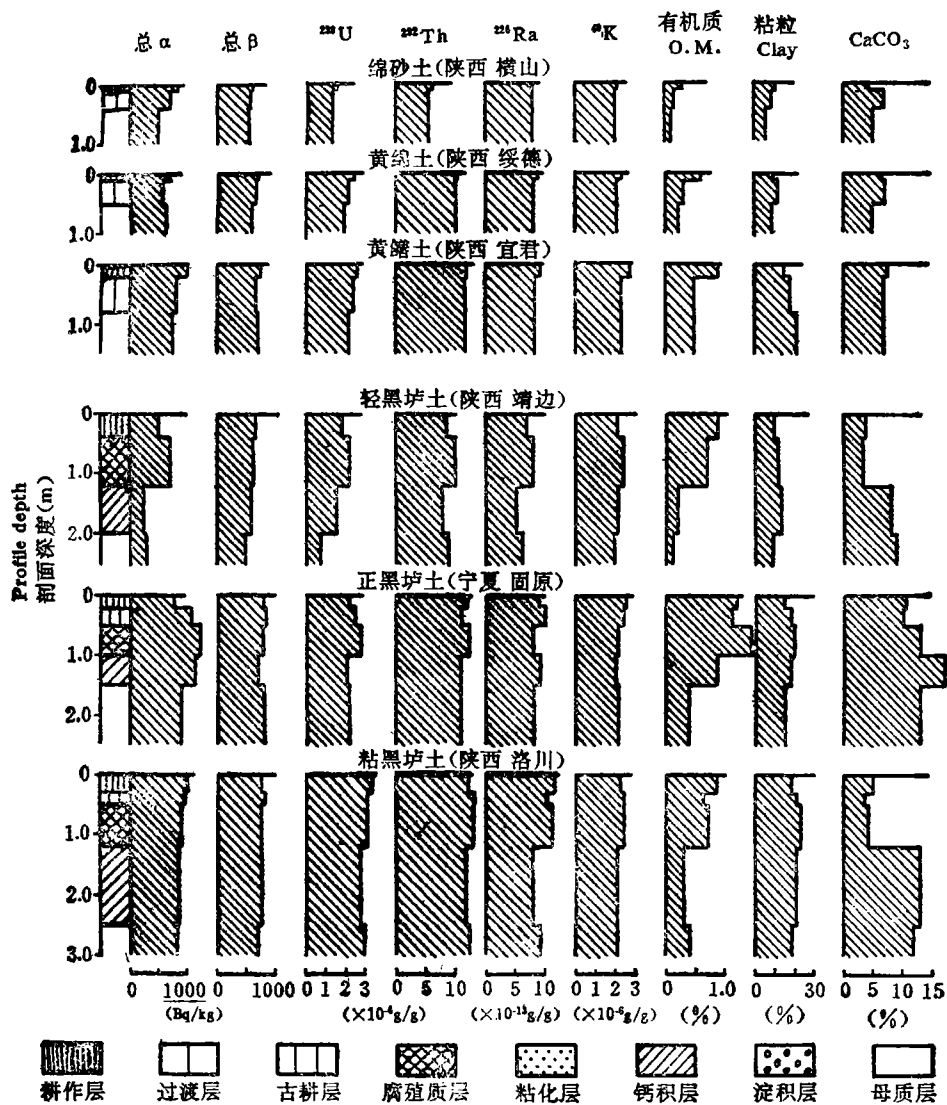 总 α 总 β ²³⁸U ²³²Th ²²⁶Ra ⁴⁰K 有机质 O. M. 粘粒 Clay CaCO₃
绵砂土(陕西 横山)
0
1.0
黄绵土(陕西 绥德)
0
1.0
黄鳝土(陕西 宜君)
0
1.0
轻黑垆土(陕西 靖边)
0
1.0
2.0
Profile depth
剖面深度(m)
正黑垆土(宁夏 固原)
0
1.0
2.0
粘黑垆土(陕西 洛川)
0
1.0
2.0
3.0
0 1000 0 1000 0 1 2 3 0 5 10 0 5 10 0 1 2 3 0 1.0 0 30 0 5 10 15
(Bq/kg) (×10⁻⁶g/g) (×10⁻¹³g/g) (×10⁻⁶g/g) (%) (%) (%)
耕作层 过渡层 古耕层 腐殖质层 粘化层 钙积层 淀积层 母质层